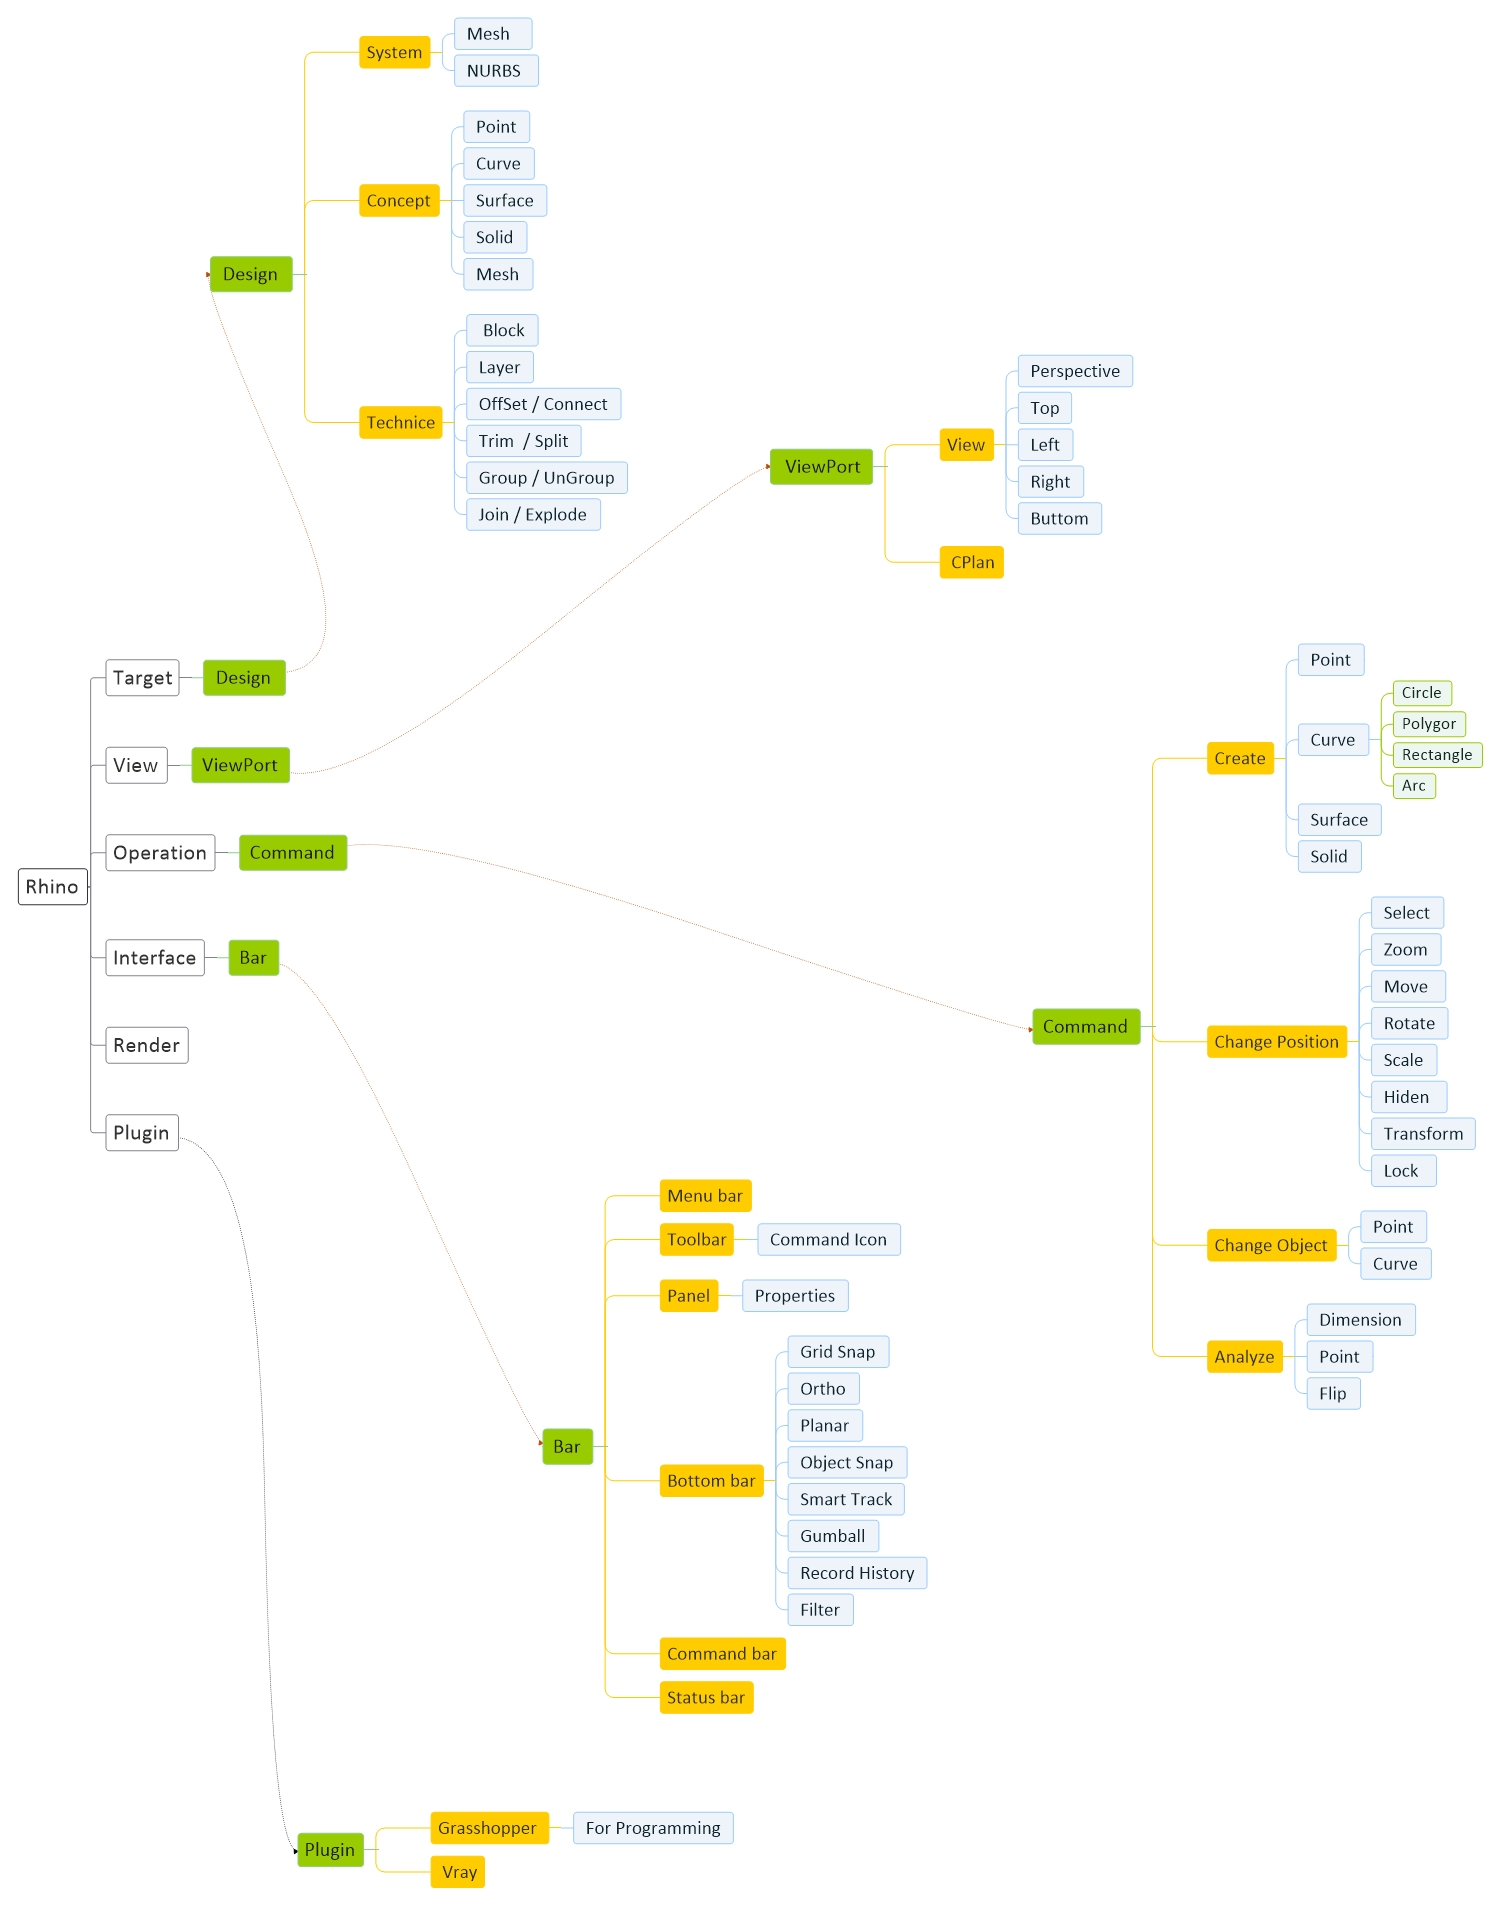 System
Mesh
NURBS
Concept
Point
Curve
Surface
Solid
Mesh
Design
Technice
Block
Layer
OffSet / Connect
Trim / Split
Group / UnGroup
Join / Explode
ViewPort
View
Perspective
Top
Left
Right
Buttom
CPlan
Rhino
Target
Design
View
ViewPort
Operation
Command
Interface
Bar
Render
Plugin
Command
Create
Point
Curve
Circle
Polygor
Rectangle
Arc
Surface
Solid
Change Position
Select
Zoom
Move
Rotate
Scale
Hiden
Transform
Lock
Change Object
Point
Curve
Analyze
Dimension
Point
Flip
Bar
Menu bar
Toolbar
Command Icon
Panel
Properties
Bottom bar
Grid Snap
Ortho
Planar
Object Snap
Smart Track
Gumball
Record History
Filter
Command bar
Status bar
Plugin
Grasshopper
For Programming
Vray